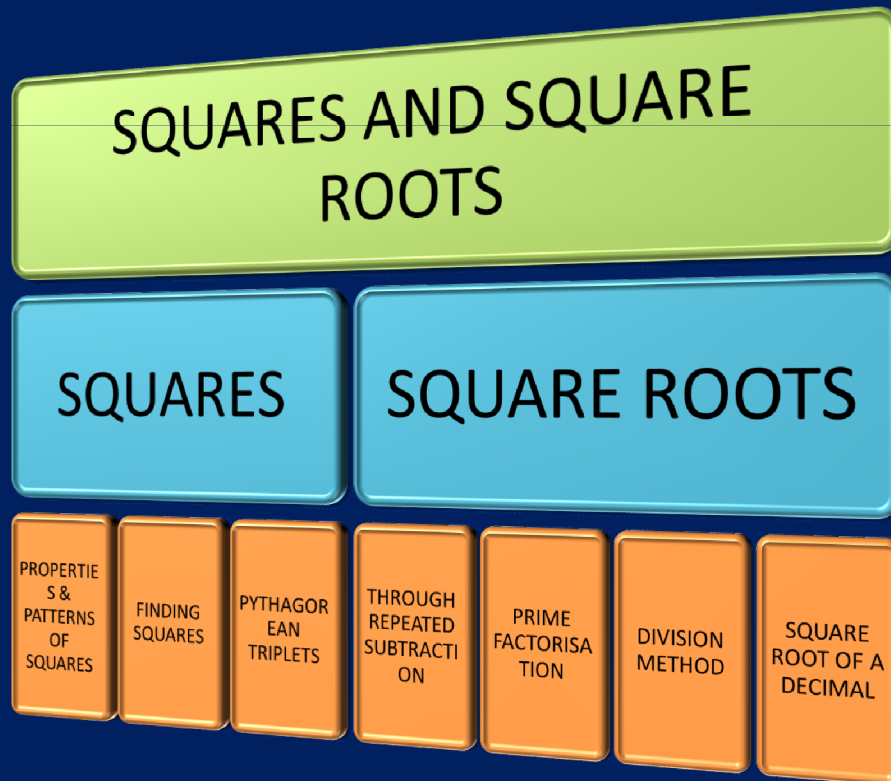 SQUARES AND SQUARE
ROOTS
SQUARES
SQUARE ROOTS
PROPERTIE
S &
PATTERNS
OF
SQUARES
FINDING
SQUARES
PYTHAGOR
EAN
TRIPLETS
THROUGH
REPEATED
SUBTRACTI
ON
PRIME
FACTORISA
TION
DIVISION
METHOD
SQUARE
ROOT OF A
DECIMAL